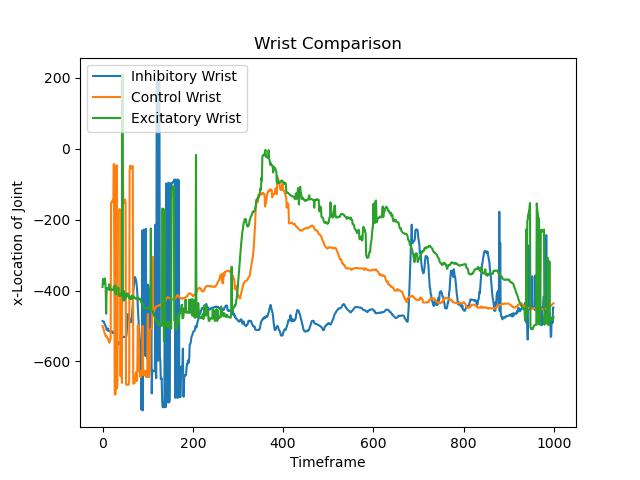 Wrist Comparison
Inhibitory Wrist
Control Wrist
Excitatory Wrist
200
0
−200
−400
−600
x-Location of Joint
0 200 400 600 800 1000
Timeframe